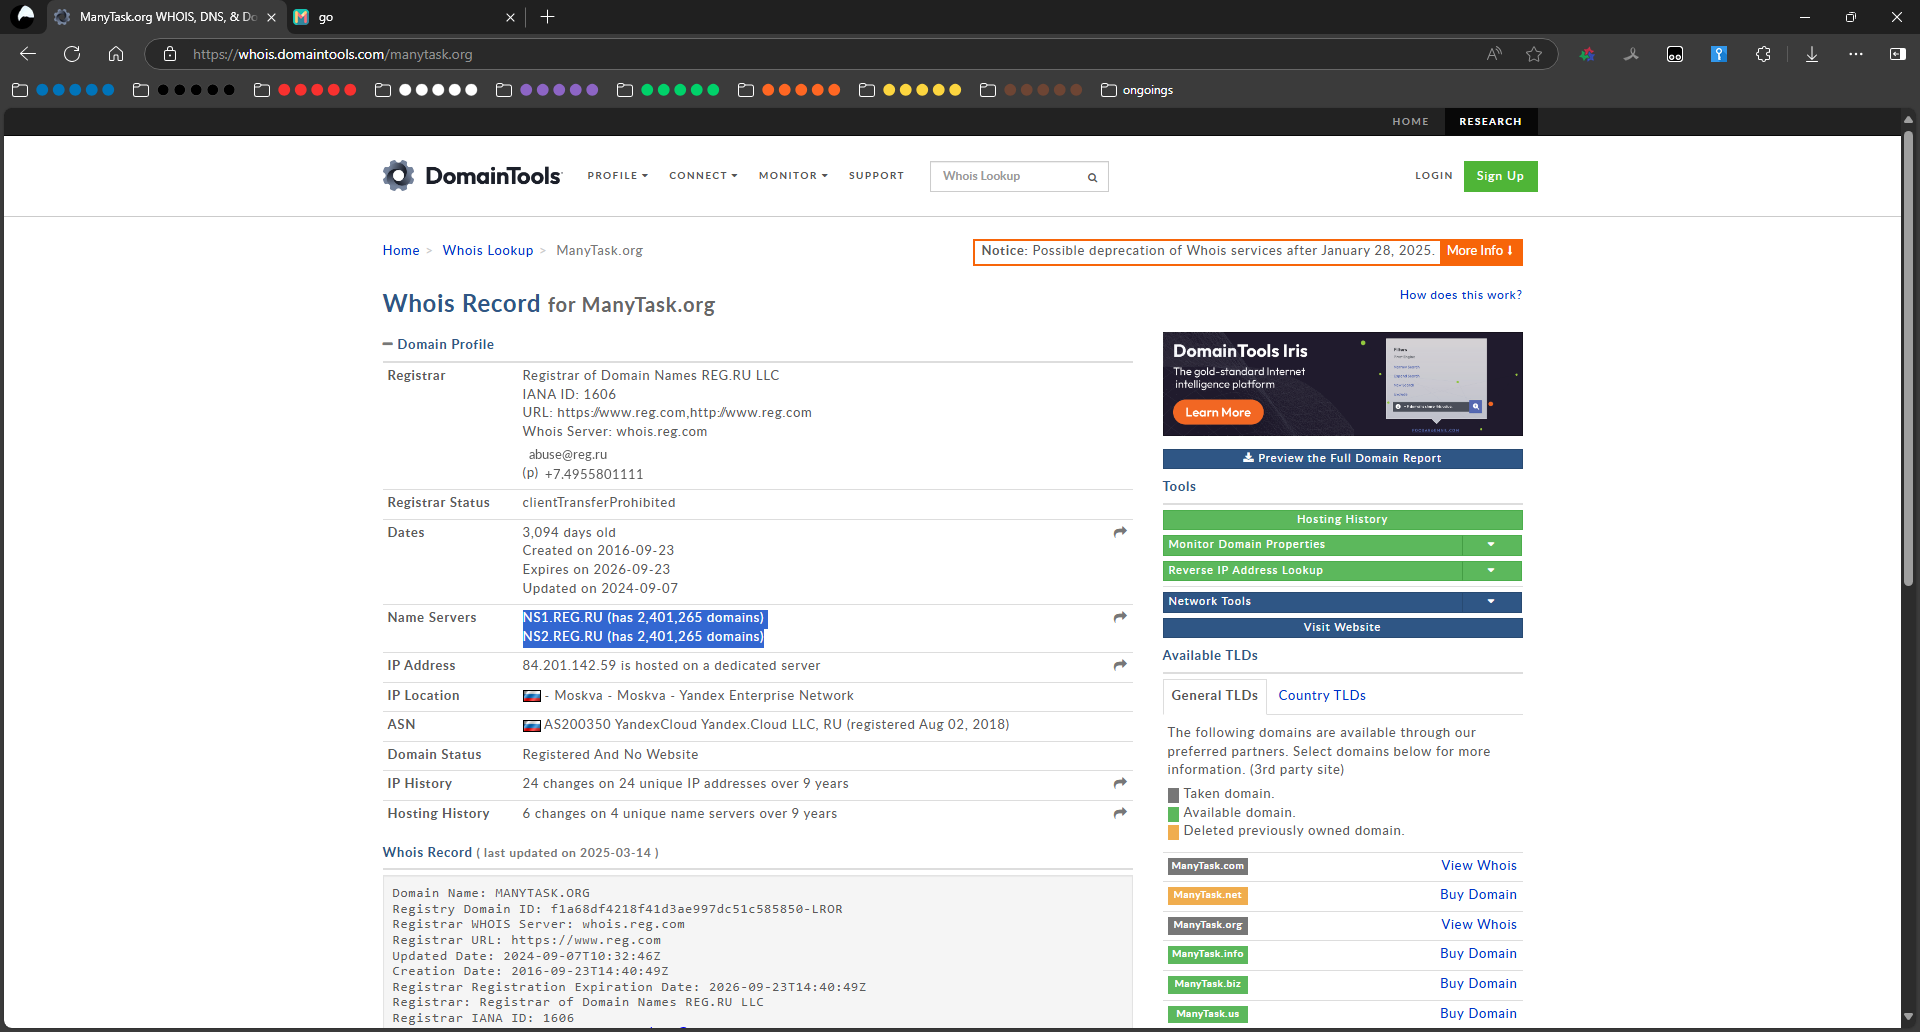 ManyTask.org WHOIS, DNS, & Do
go
https://whois.domaintools.com/manytask.org
ongoings
HOME
RESEARCH
DomainTools
PROFILE
CONNECT
MONITOR
SUPPORT
Whois Lookup
LOGIN
Sign Up
Home > Whois Lookup > ManyTask.org
Notice: Possible deprecation of Whois services after January 28, 2025.
More Info
Whois Record for ManyTask.org
How does this work?
Domain Profile
Registrar
Registrar of Domain Names REG.RU LLC
IANA ID: 1606
URL: https://www.reg.com,http://www.reg.com
Whois Server: whois.reg.com
abuse@reg.ru
(p) +7.4955801111
Registrar Status
clientTransferProhibited
Dates
3,094 days old
Created on 2016-09-23
Expires on 2026-09-23
Updated on 2024-09-07
Name Servers
NS1.REG.RU (has 2,401,265 domains)
NS2.REG.RU (has 2,401,265 domains)
IP Address
84.201.142.59 is hosted on a dedicated server
IP Location
- Moskva - Moskva - Yandex Enterprise Network
ASN
AS200350 YandexCloud Yandex.Cloud LLC, RU (registered Aug 02, 2018)
Domain Status
Registered And No Website
IP History
24 changes on 24 unique IP addresses over 9 years
Hosting History
6 changes on 4 unique name servers over 9 years
Whois Record ( last updated on 2025-03-14 )
Domain Name: MANYTASK.ORG
Registry Domain ID: f1a68df4218f41d3ae997dc51c585850-LROR
Registrar WHOIS Server: whois.reg.com
Registrar URL: https://www.reg.com
Updated Date: 2024-09-07T10:32:46Z
Creation Date: 2016-09-23T14:40:49Z
Registrar Registration Expiration Date: 2026-09-23T14:40:49Z
Registrar: Registrar of Domain Names REG.RU LLC
Registrar IANA ID: 1606
DomainTools Iris
The gold-standard Internet
intelligence platform
Learn More
Preview the Full Domain Report
Tools
Hosting History
Monitor Domain Properties
Reverse IP Address Lookup
Network Tools
Visit Website
Available TLDs
General TLDs
Country TLDs
The following domains are available through our
preferred partners. Select domains below for more
information. (3rd party site)
Taken domain.
Available domain.
Deleted previously owned domain.
ManyTask.com
View Whois
ManyTask.net
Buy Domain
ManyTask.org
View Whois
ManyTask.info
Buy Domain
ManyTask.biz
Buy Domain
ManyTask.us
Buy Domain